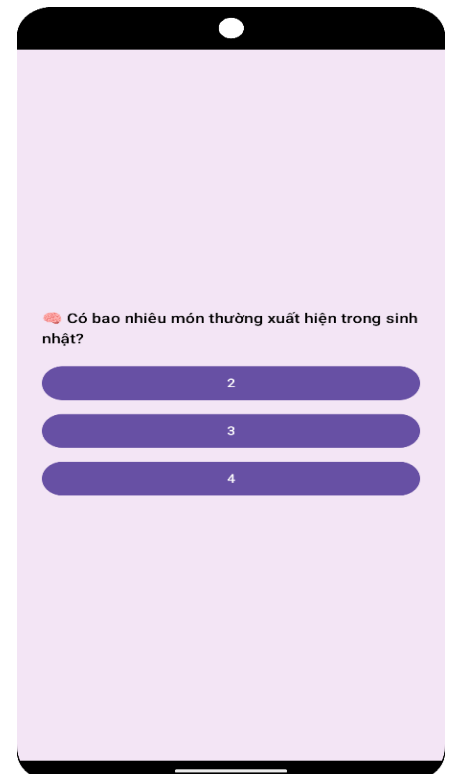 🧠 Có bao nhiêu món thường xuất hiện trong sinh
nhật?
2
3
4